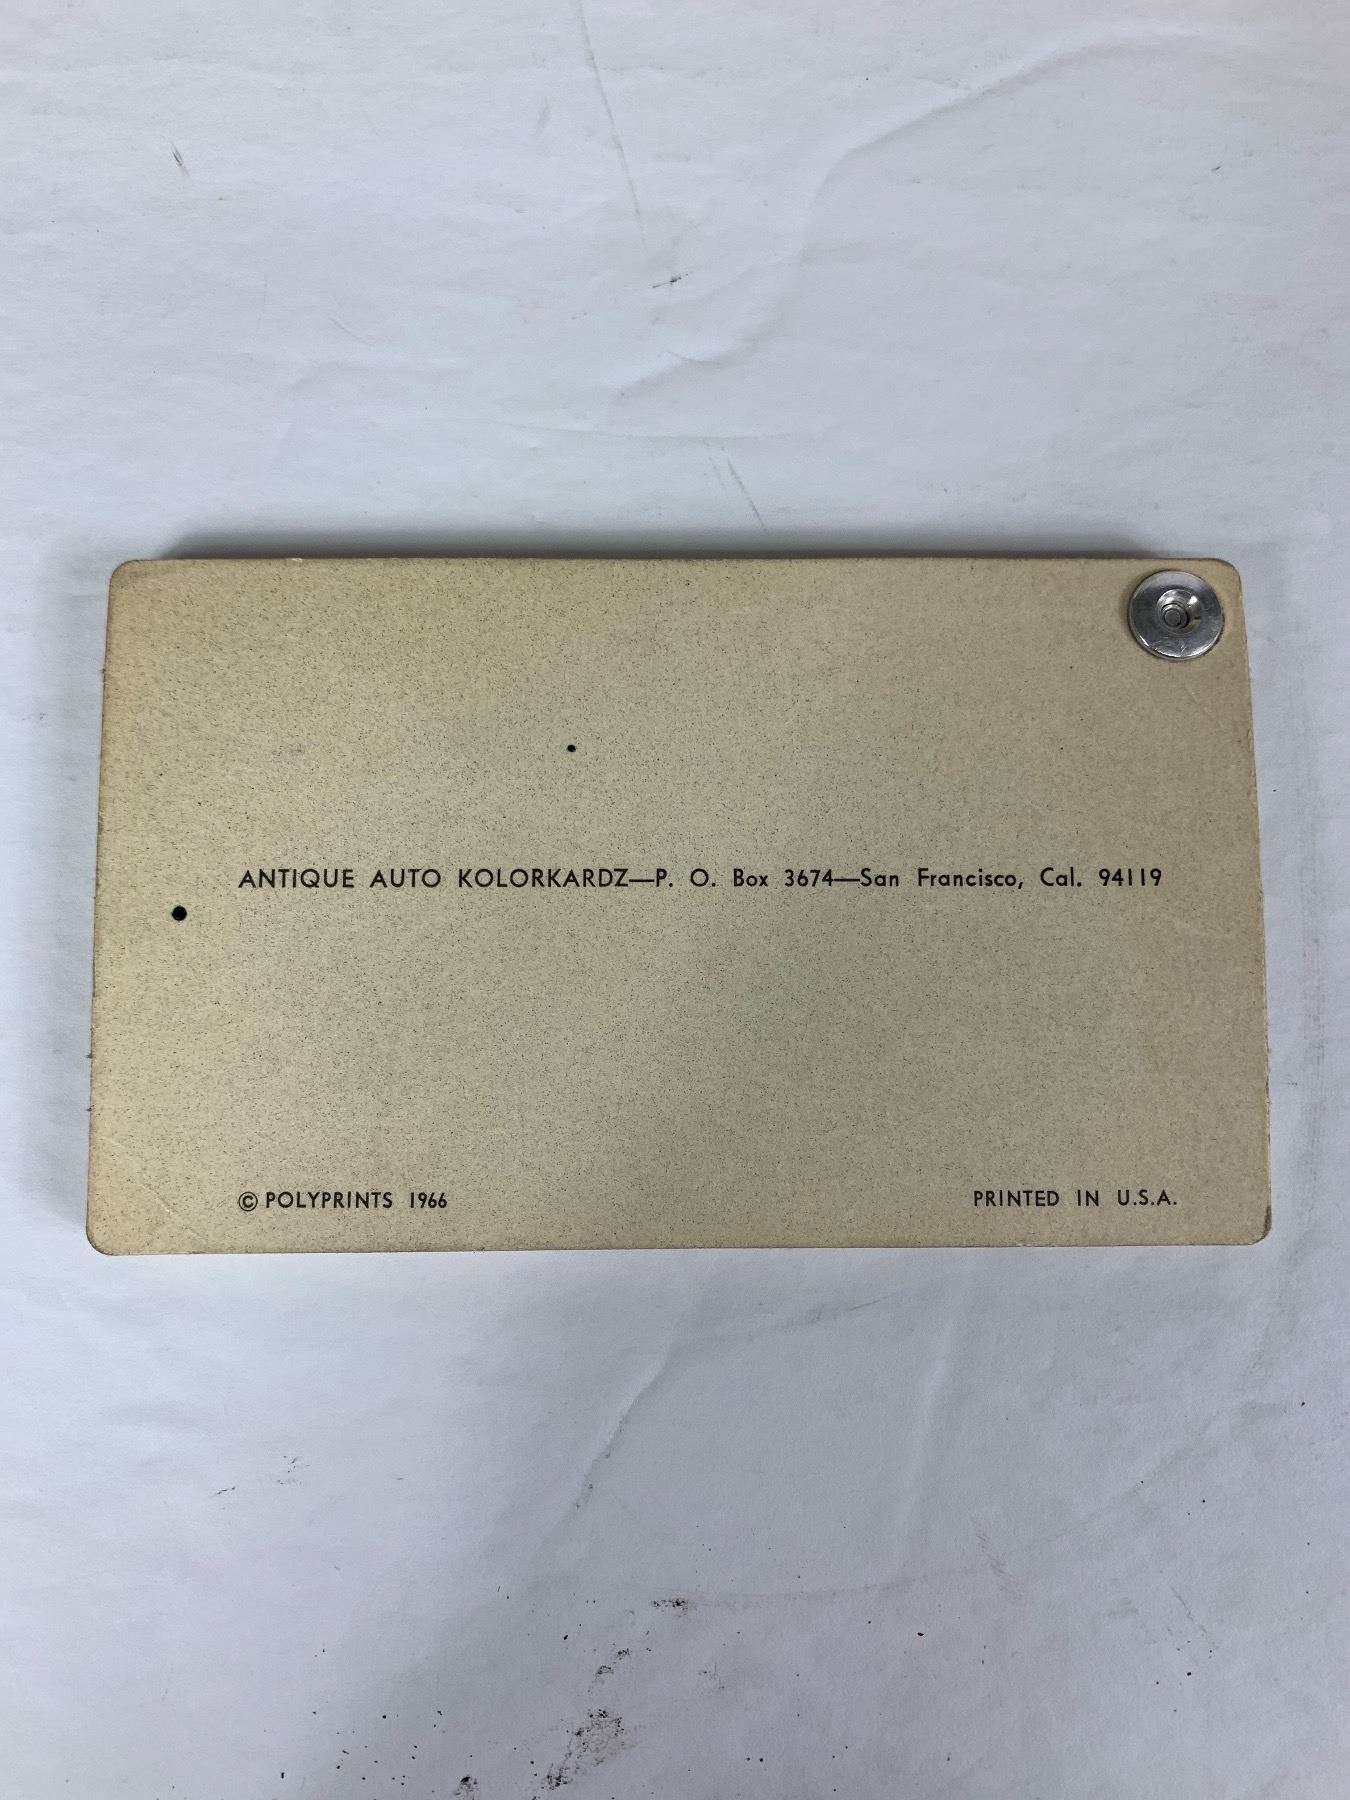 ANTIQUE AUTO KOLORKARDZ—P. O. Box 3674—San Francisco, Cal. 94119
© POLYPRINTS 1966
PRINTED IN U.S.A.